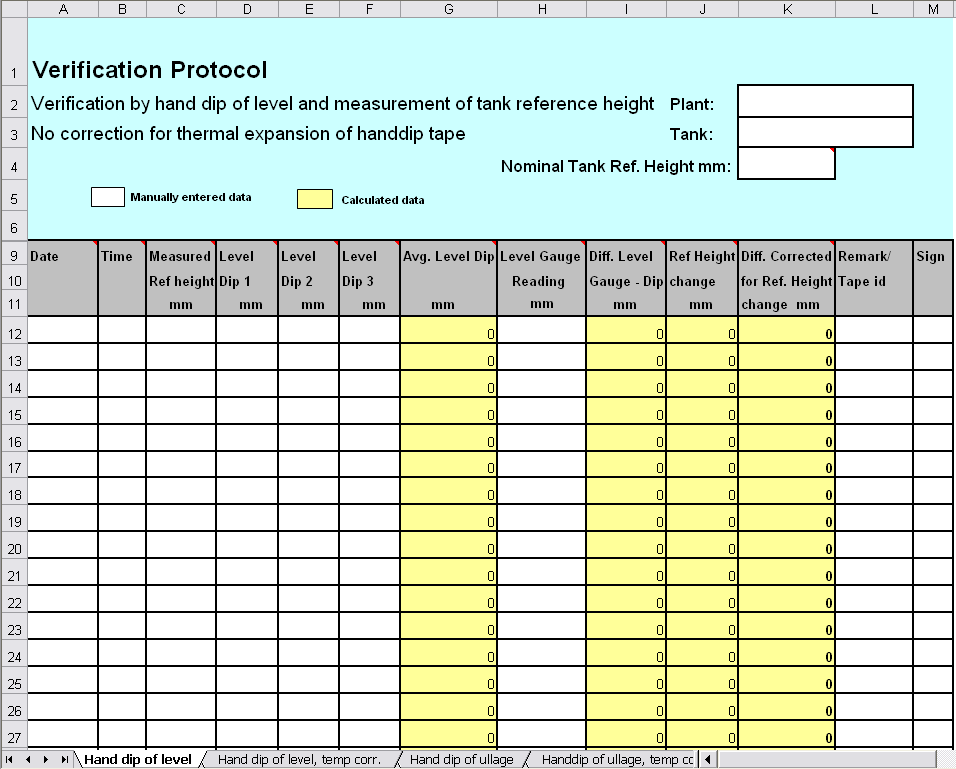 A B C D E F G H I J K L M
1 Verification Protocol
2 Verification by hand dip of level and measurement of tank reference height Plant:
3 No correction for thermal expansion of handdip tape Tank:
4 Nominal Tank Ref. Height mm:
5 Manually entered data Calculated data
6
9 Date Time Measured Level Level Level Avg. Level Dip Level Gauge Diff. Level Ref Height Diff. Corrected Remark/ Sign
10 Ref height Dip 1 Dip 2 Dip 3 Reading Gauge - Dip change for Ref. Height Tape id
11 mm mm mm mm mm mm mm mm change mm
12 0 0 0 0
13 0 0 0 0
14 0 0 0 0
15 0 0 0 0
16 0 0 0 0
17 0 0 0 0
18 0 0 0 0
19 0 0 0 0
20 0 0 0 0
21 0 0 0 0
22 0 0 0 0
23 0 0 0 0
24 0 0 0 0
25 0 0 0 0
26 0 0 0 0
27 0 0 0 0
Hand dip of level Hand dip of level, temp corr. Hand dip of ullage Handdip of ullage, temp cc